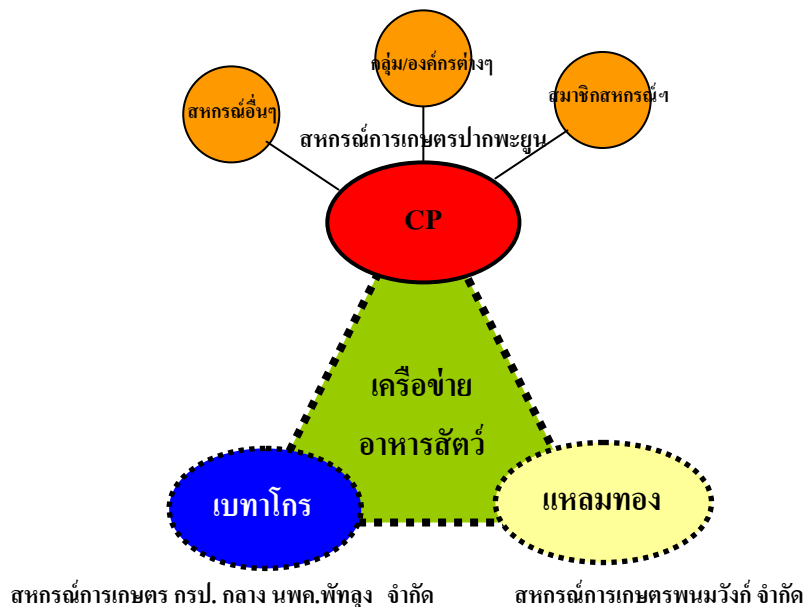 กลุ่ม/องค์กรต่างๆ
สหกรณ์อื่นๆ
สมาชิกสหกรณ์ฯ
สหกรณ์การเกษตรปากพะยูน
CP
เครือข่าย
อาหารสัตว์
เบทาโกร
แหลมทอง
สหกรณ์การเกษตร กรป. กลาง นพค.พัทลุง จำกัด
สหกรณ์การเกษตรพนมวังก์ จำกัด